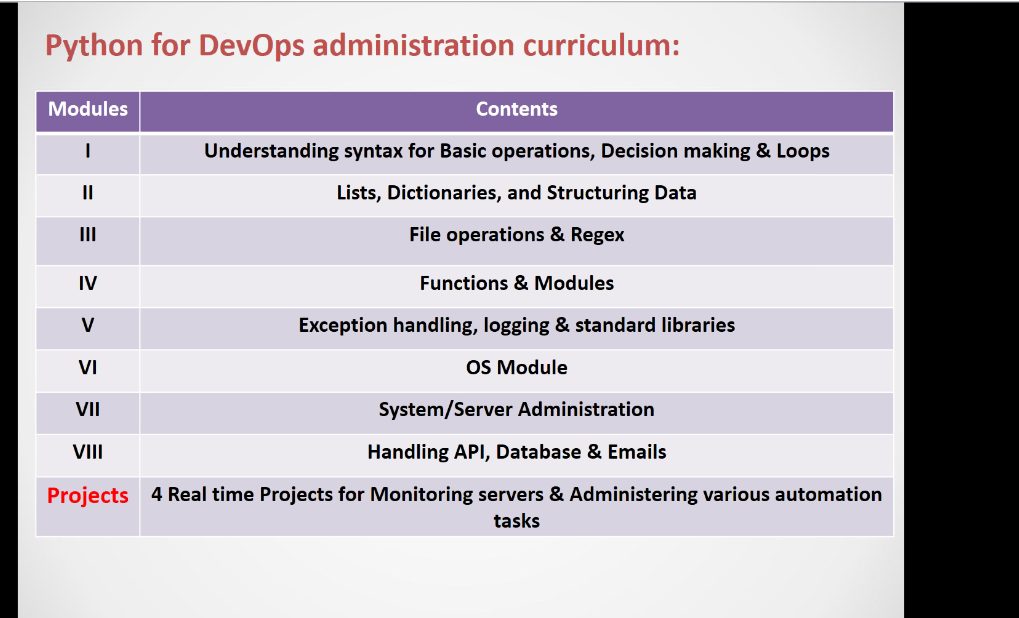 Python for DevOps administration curriculum:
Modules Contents
I Understanding syntax for Basic operations, Decision making & Loops
II Lists, Dictionaries, and Structuring Data
III File operations & Regex
IV Functions & Modules
V Exception handling, logging & standard libraries
VI OS Module
VII System/Server Administration
VIII Handling API, Database & Emails
Projects 4 Real time Projects for Monitoring servers & Administering various automation
tasks